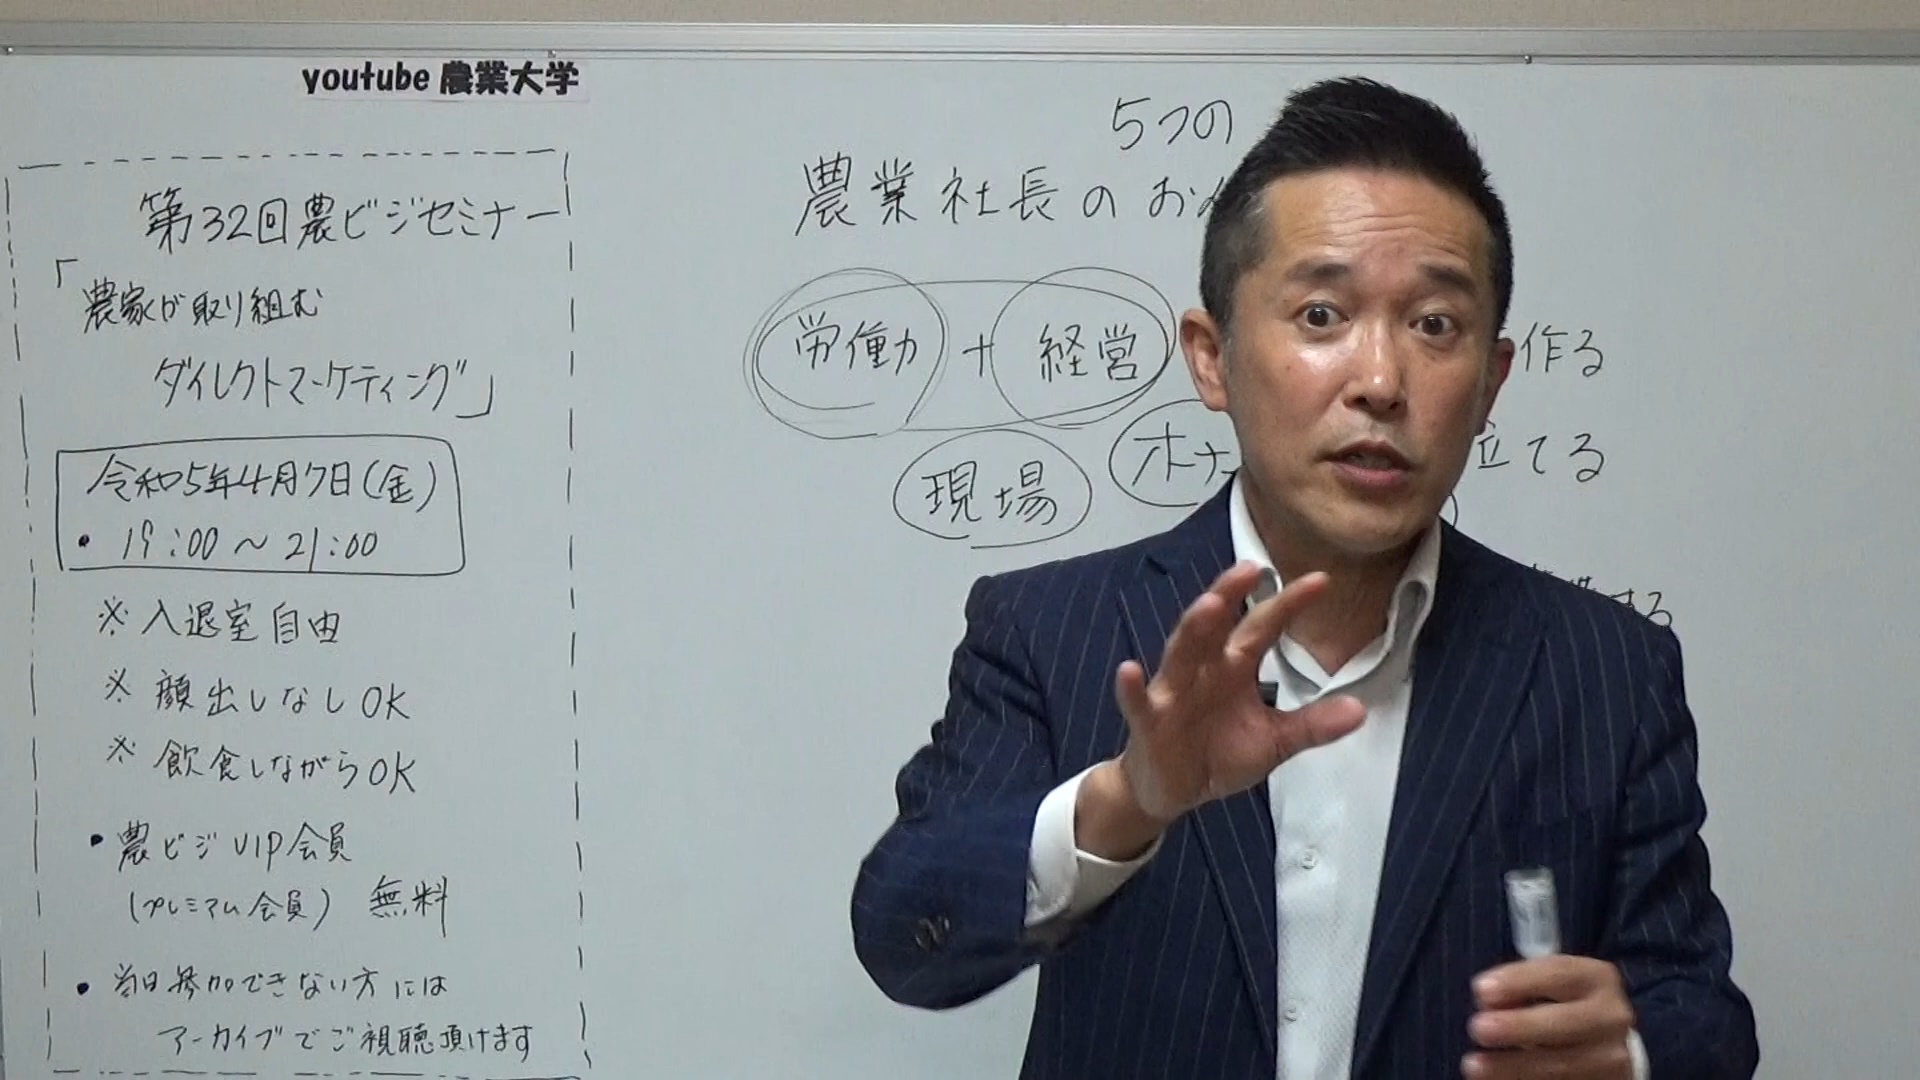 youtube 農業大学
第32回農ビジセミナー
「農家が取り組む
ダイレクトマーケティング」
令和5年4月7日(金)
・19:00～21:00
※入退室自由
※顔出しなしOK
※飲食しながらOK
・農ビジVIP会員
(プレミアム会員) 無料
・当日参加できない方には
アーカイブでご視聴頂けます
5つの
農業社長のお
労働力 + 経営
作る
現場
立てる
する